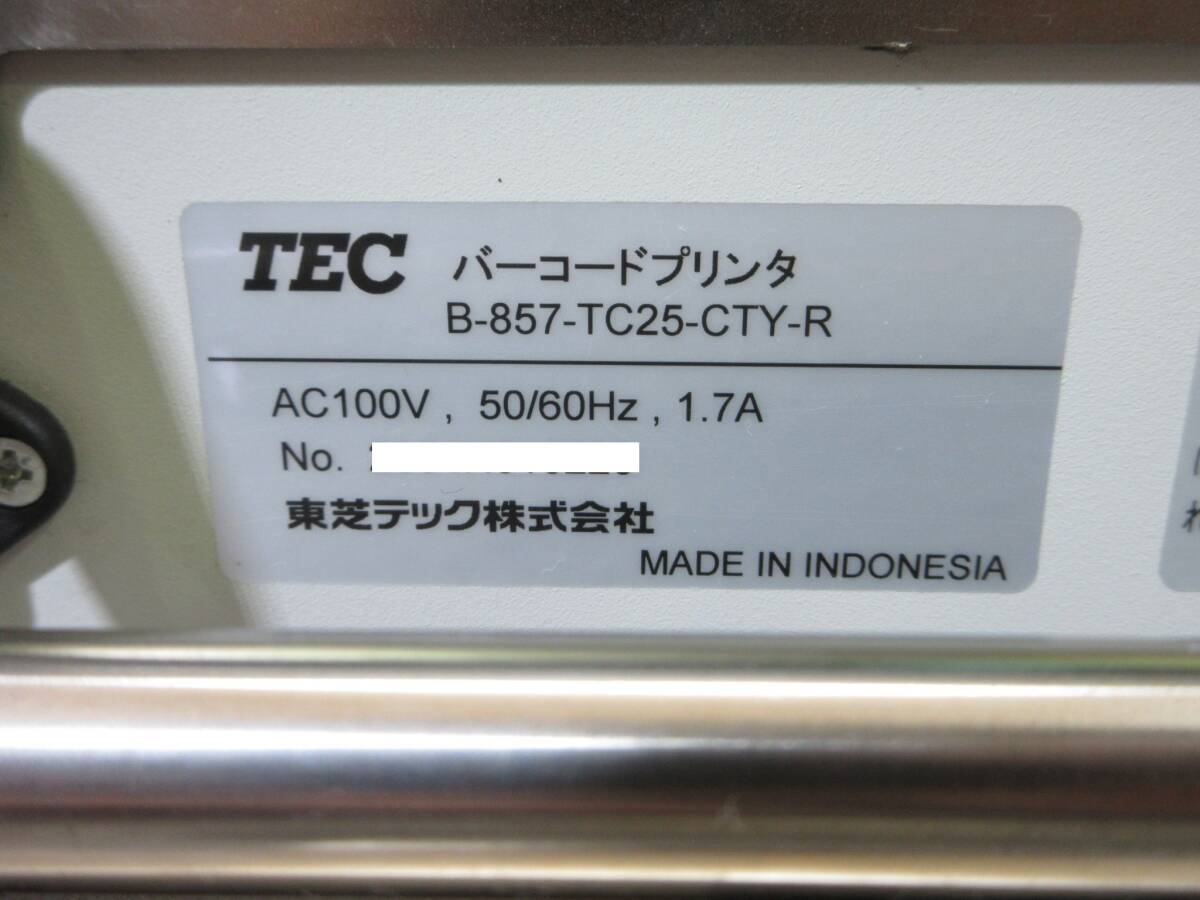 TEC バーコードプリンタ
B-857-TC25-CTY-R
AC100V , 50/60Hz , 1.7A
No.
東芝テック株式会社
MADE IN INDONESIA